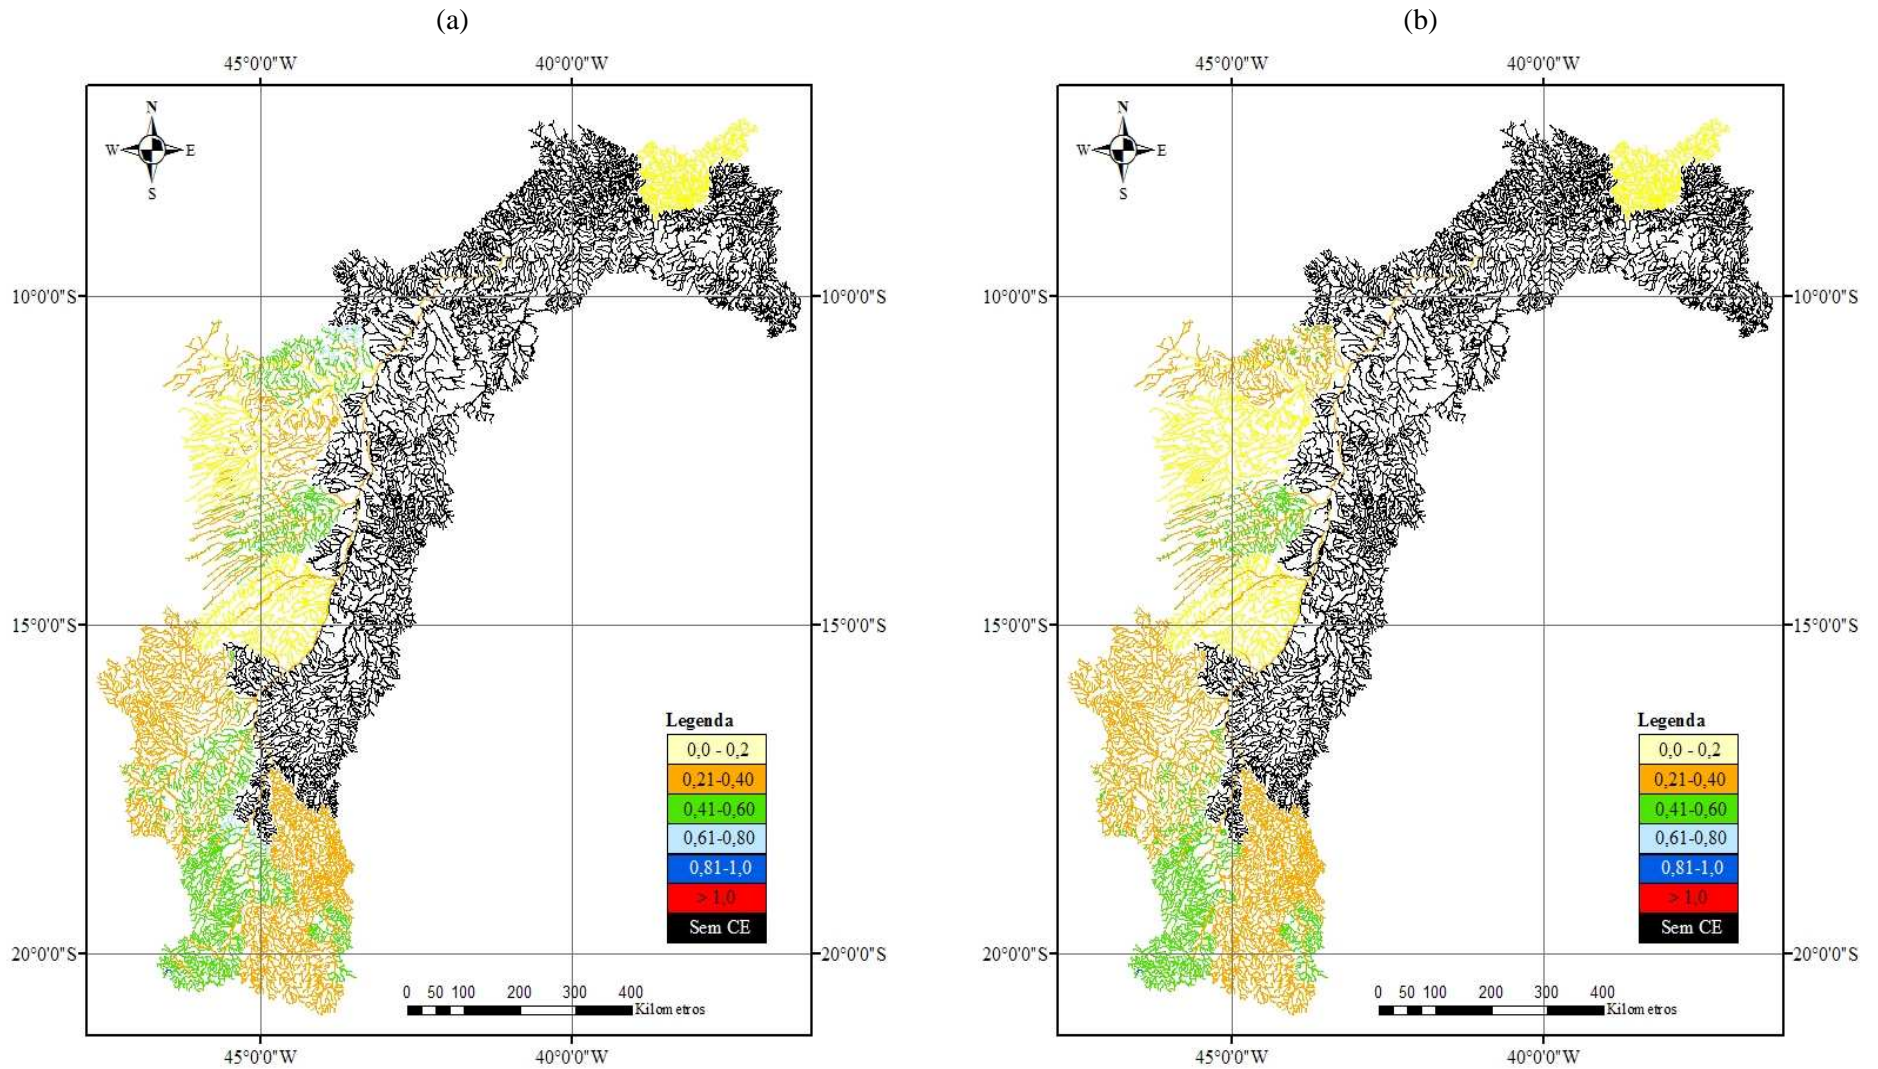 (a)
(b)
45°0'0"W 40°0'0"W
45°0'0"W 40°0'0"W
N
W E
S
N
W E
S
10°0'0"S 10°0'0"S
10°0'0"S 10°0'0"S
15°0'0"S 15°0'0"S
15°0'0"S 15°0'0"S
Legenda
0,0 - 0,2
0,21-0,40
0,41-0,60
0,61-0,80
0,81-1,0
> 1,0
Sem CE
Legenda
0,0 - 0,2
0,21-0,40
0,41-0,60
0,61-0,80
0,81-1,0
> 1,0
Sem CE
20°0'0"S 20°0'0"S
20°0'0"S 20°0'0"S
0 50 100 200 300 400
Kilometros
0 50 100 200 300 400
Kilometros
45°0'0"W 40°0'0"W
45°0'0"W 40°0'0"W